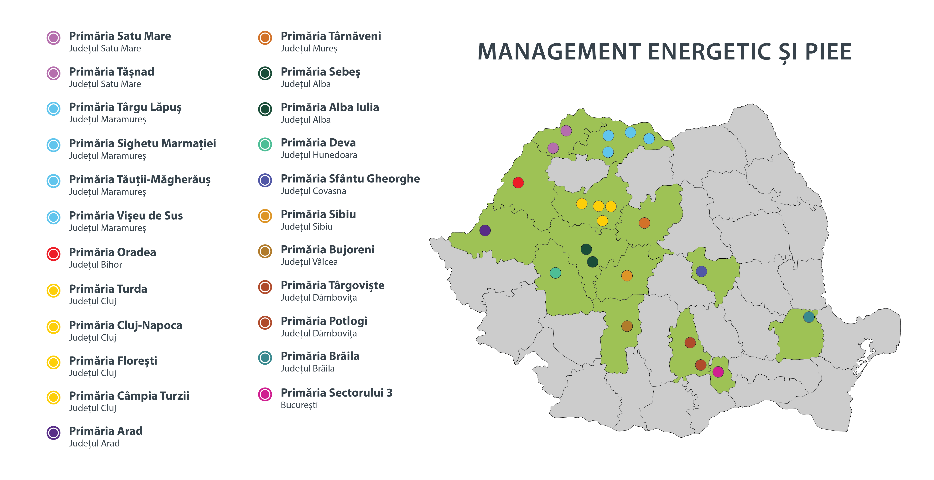 MANAGEMENT ENERGETIC ȘI PIEE
Primăria Satu Mare
Județul Satu Mare
Primăria Tășnad
Județul Satu Mare
Primăria Târgu Lăpuș
Județul Maramureș
Primăria Sighetu Marmației
Județul Maramureș
Primăria Tăuții-Măgherăuș
Județul Maramureș
Primăria Vișeu de Sus
Județul Maramureș
Primăria Oradea
Județul Bihor
Primăria Turda
Județul Cluj
Primăria Cluj-Napoca
Județul Cluj
Primăria Florești
Județul Cluj
Primăria Câmpia Turzii
Județul Cluj
Primăria Arad
Județul Arad
Primăria Târnăveni
Județul Mureș
Primăria Sebeș
Județul Alba
Primăria Alba Iulia
Județul Alba
Primăria Deva
Județul Hunedoara
Primăria Sfântu Gheorghe
Județul Covasna
Primăria Sibiu
Județul Sibiu
Primăria Bujoreni
Județul Vâlcea
Primăria Târgoviște
Județul Dâmbovița
Primăria Potlogi
Județul Dâmbovița
Primăria Brăila
Județul Brăila
Primăria Sectorului 3
București